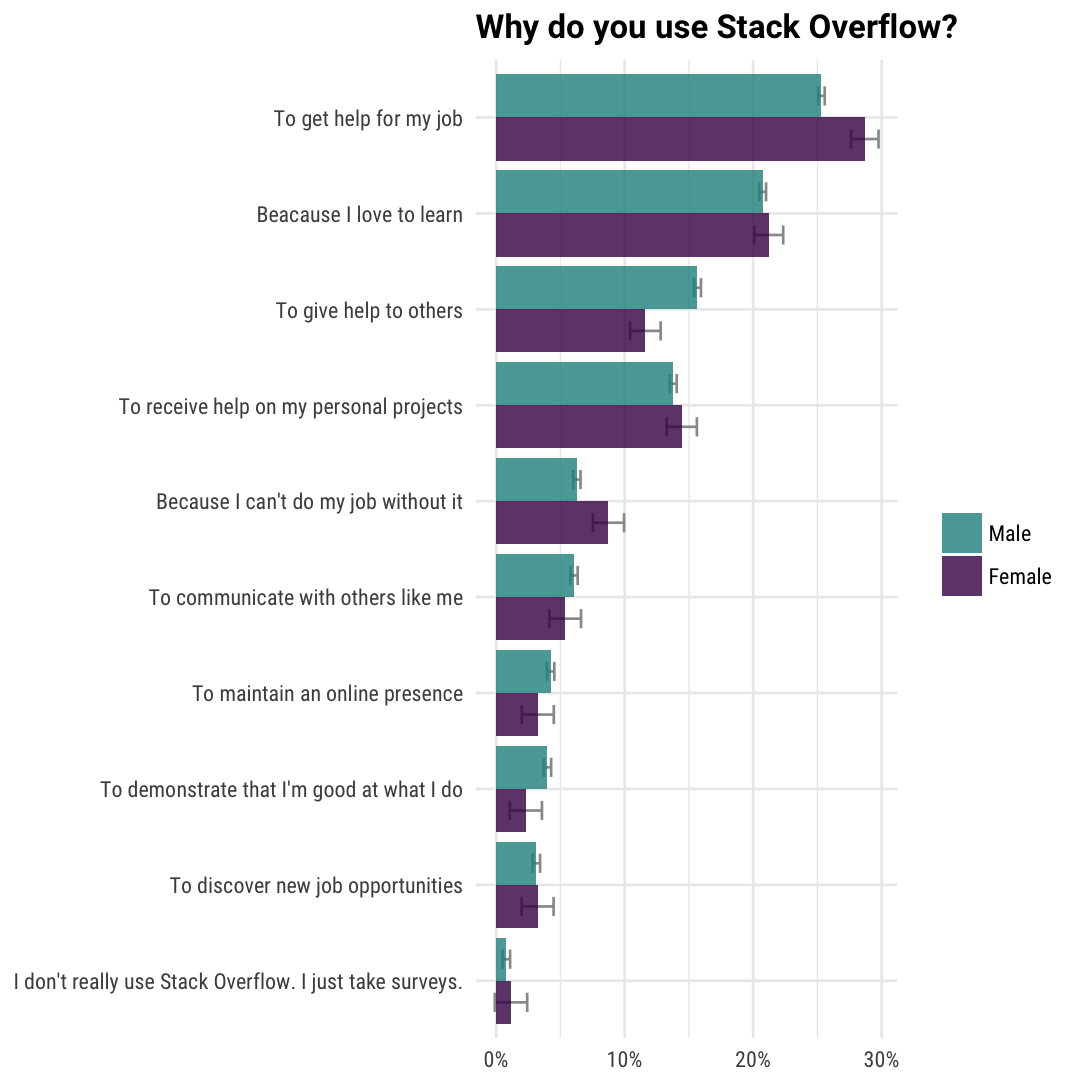 Why do you use Stack Overflow?
To get help for my job
Beacause I love to learn
To give help to others
To receive help on my personal projects
Because I can't do my job without it
To communicate with others like me
To maintain an online presence
To demonstrate that I'm good at what I do
To discover new job opportunities
I don't really use Stack Overflow. I just take surveys.
0% 10% 20% 30%
Male
Female